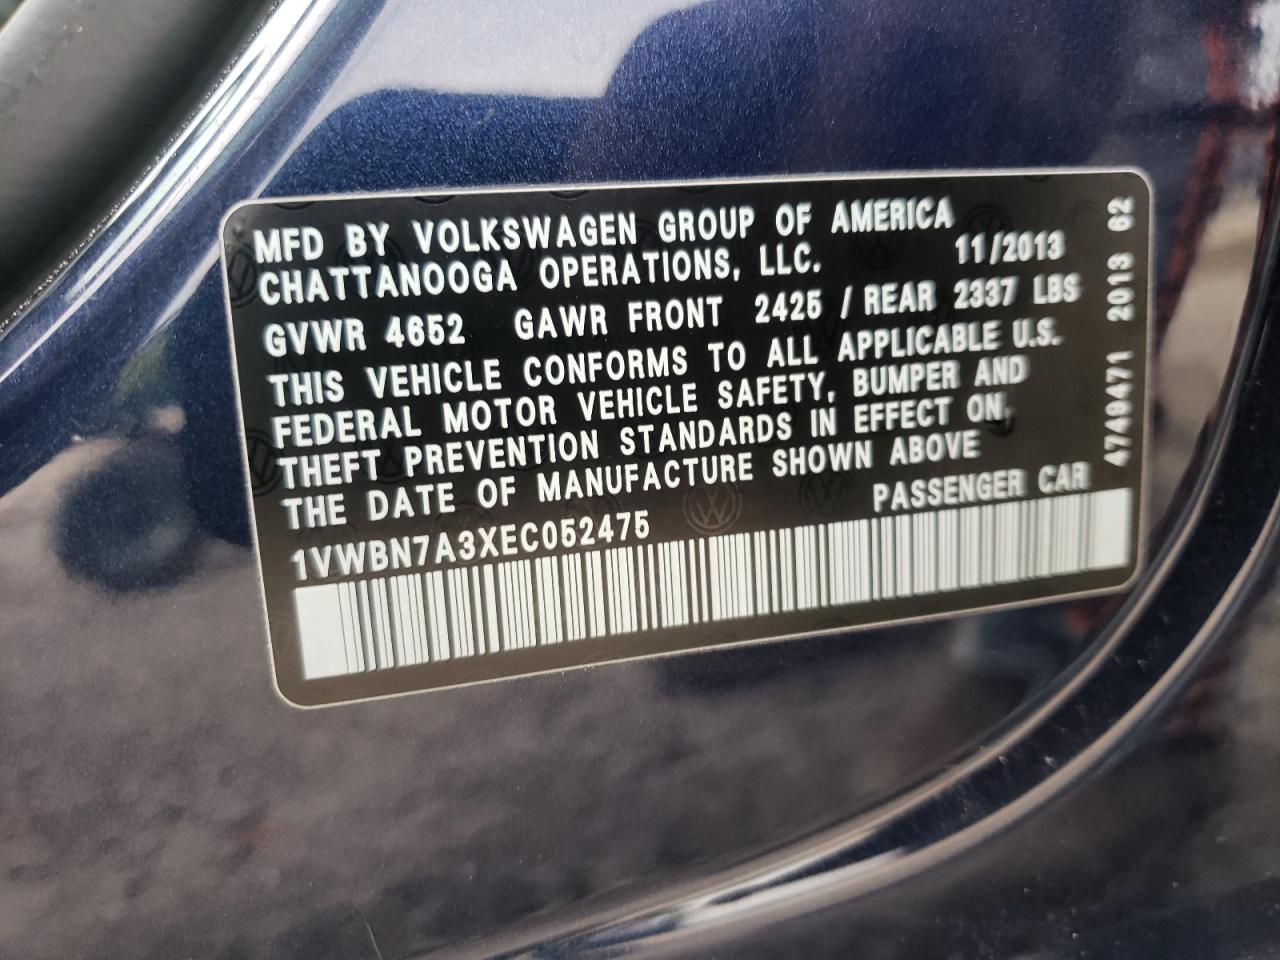 MFD BY VOLKSWAGEN GROUP OF AMERICA
CHATTANOOGA OPERATIONS, LLC. 11/2013
GVWR 4652 GAWR FRONT 2425 / REAR 2337 LBS
THIS VEHICLE CONFORMS TO ALL APPLICABLE U.S.
FEDERAL MOTOR VEHICLE SAFETY, BUMPER AND
THEFT PREVENTION STANDARDS IN EFFECT ON,
THE DATE OF MANUFACTURE SHOWN ABOVE
1VWBN7A3XEC052475 PASSENGER CAR
4749471 2013 62